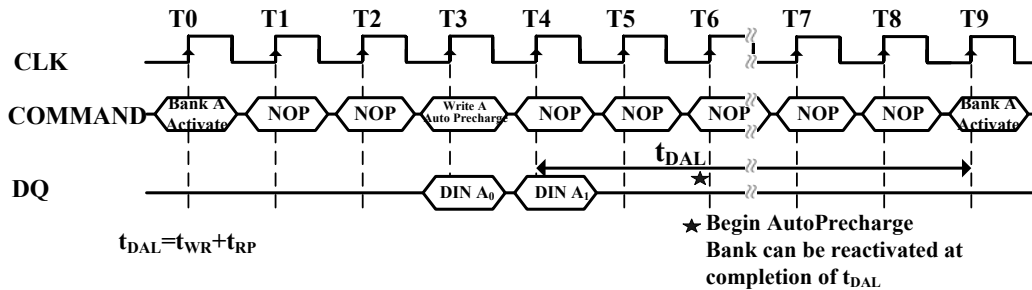 T0 T1 T2 T3 T4 T5 T6 T7 T8 T9
CLK
COMMAND
Bank A
Activate
NOP
NOP
Write A
Auto Precharge
NOP
NOP
NOP
NOP
NOP
Bank A
Activate
tDAL
DQ
DIN A0
DIN A1
tDAL=tWR+tRP
★ Begin AutoPrecharge
Bank can be reactivated at
completion of tDAL